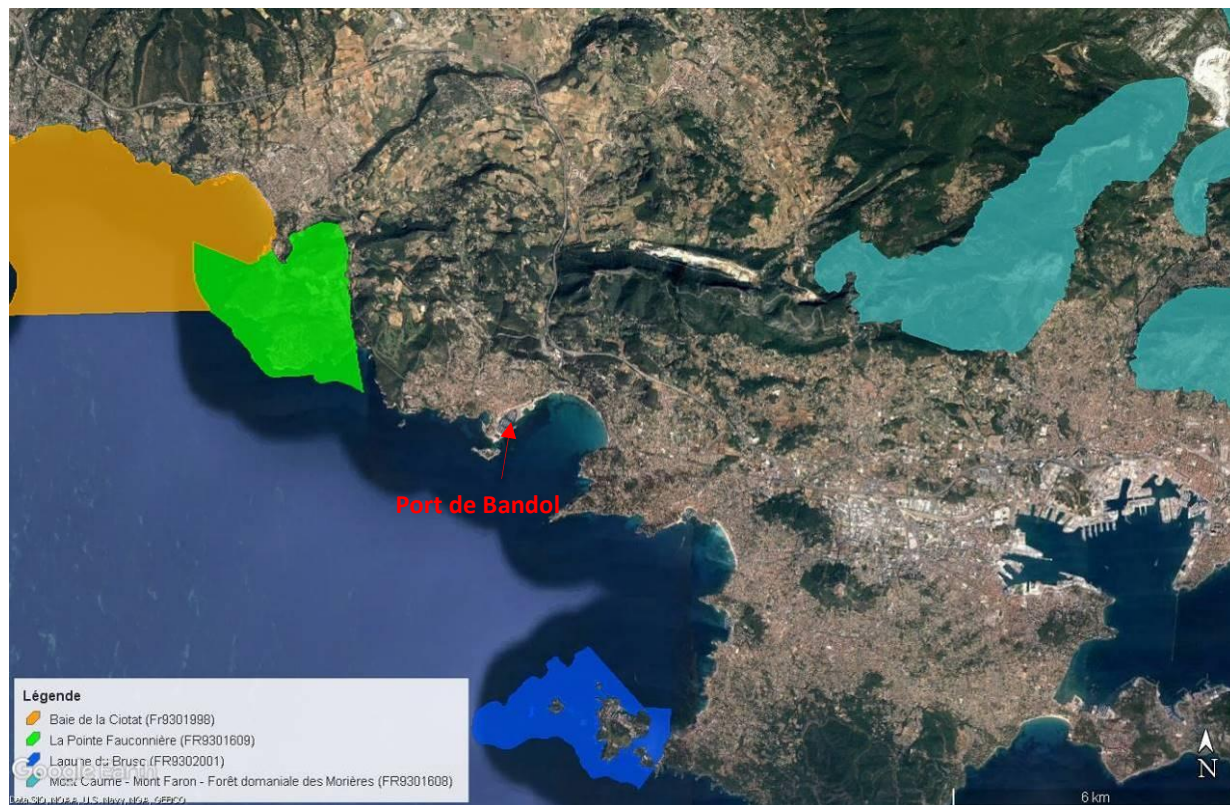 Port de Bandol
Légende
Baie de la Ciotat (Fr9301998)
La Pointe Fauconnière (FR9301609)
Lagune du Brusc (FR9302001)
Mont Caume - Mont Faron - Forêt domaniale des Morières (FR9301608)
Google Earth
Data SIO, NOAA, U.S. Navy, NGA, GEBCO
6 km
N